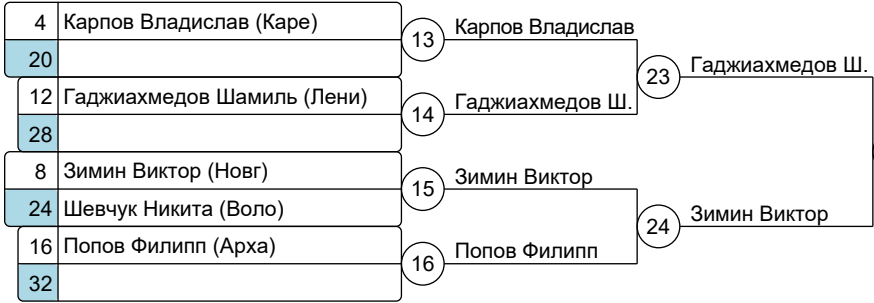 4 Карпов Владислав (Каре)
20
13 Карпов Владислав
12 Гаджиахмедов Шамиль (Лени)
28
14 Гаджиахмедов Ш.
23 Гаджиахмедов Ш.
8 Зимин Виктор (Новг)
24 Шевчук Никита (Воло)
15 Зимин Виктор
16 Попов Филипп (Арха)
32
16 Попов Филипп
24 Зимин Виктор